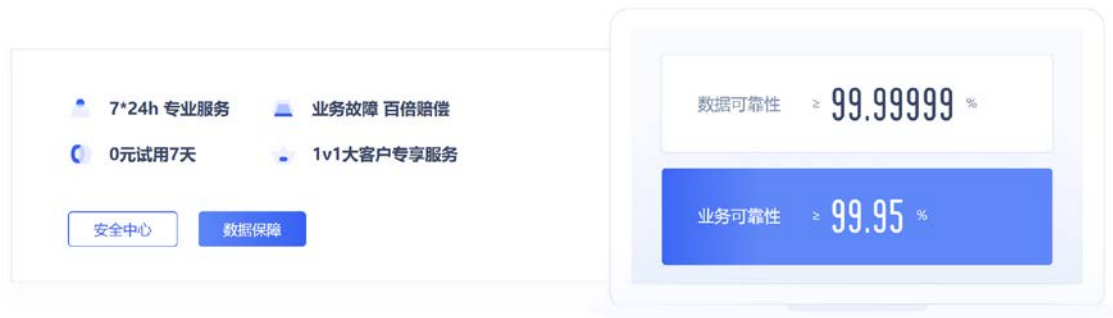 7*24h 专业服务
业务故障 百倍赔偿
0元试用7天
1v1大客户专享服务
安全中心
数据保障
数据可靠性 ≥ 99.99999 %
业务可靠性 ≥ 99.95 %